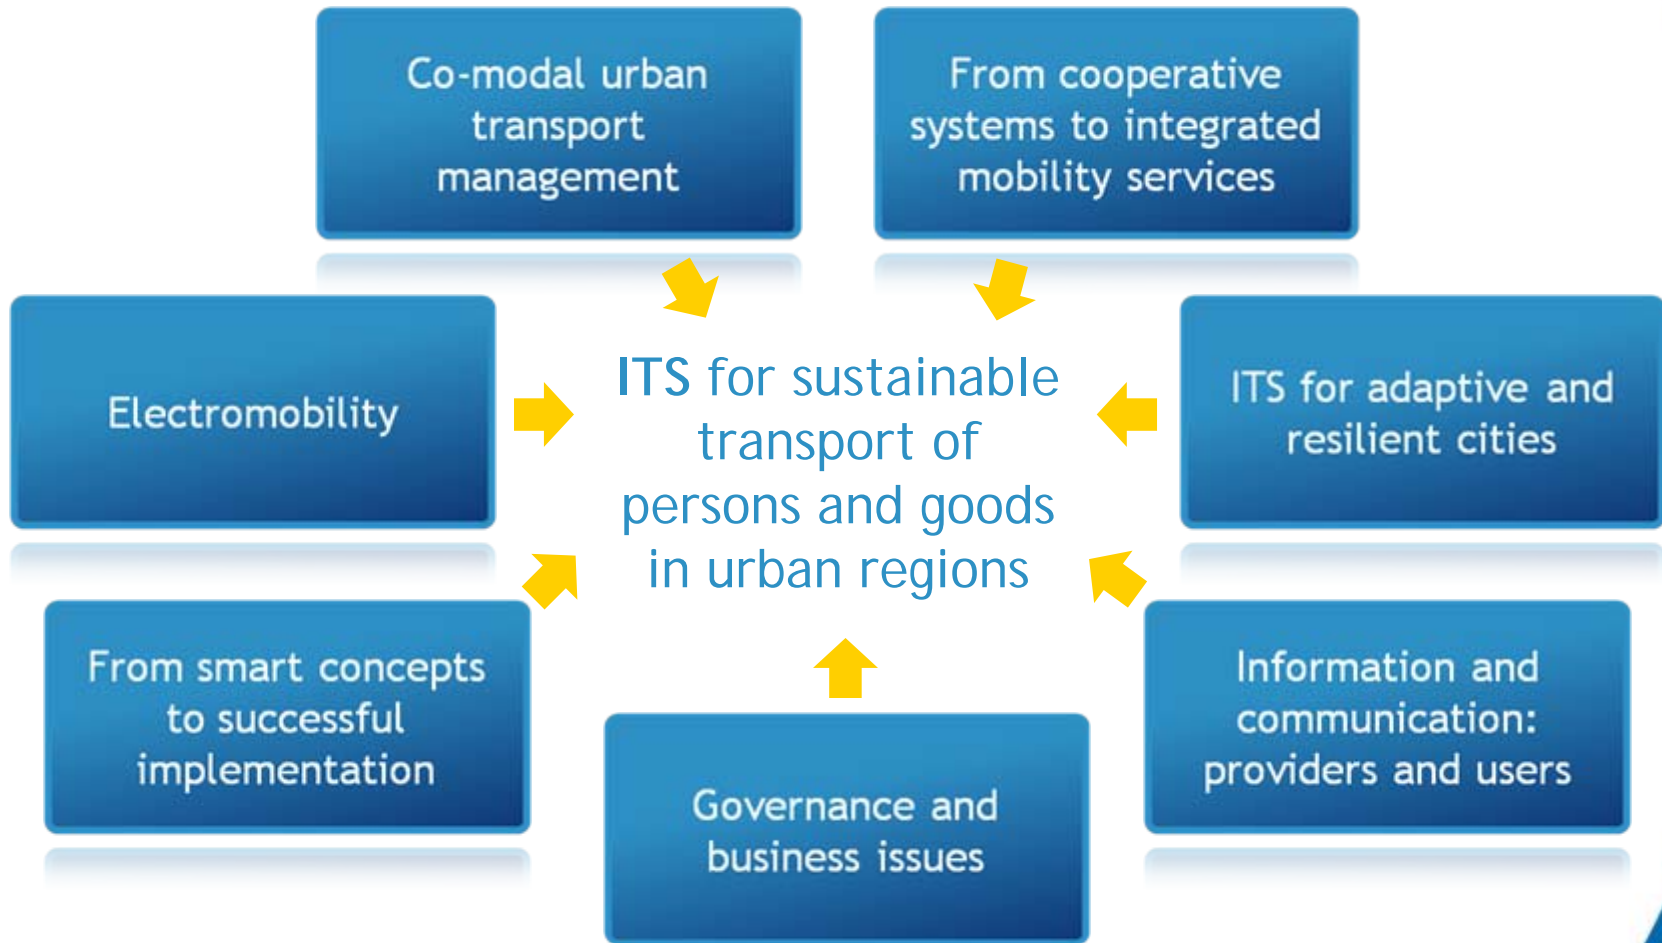 Co-modal urban
transport
management
From cooperative
systems to integrated
mobility services
Electromobility
ITS for sustainable
transport of
persons and goods
in urban regions
ITS for adaptive and
resilient cities
From smart concepts
to successful
implementation
Governance and
business issues
Information and
communication:
providers and users